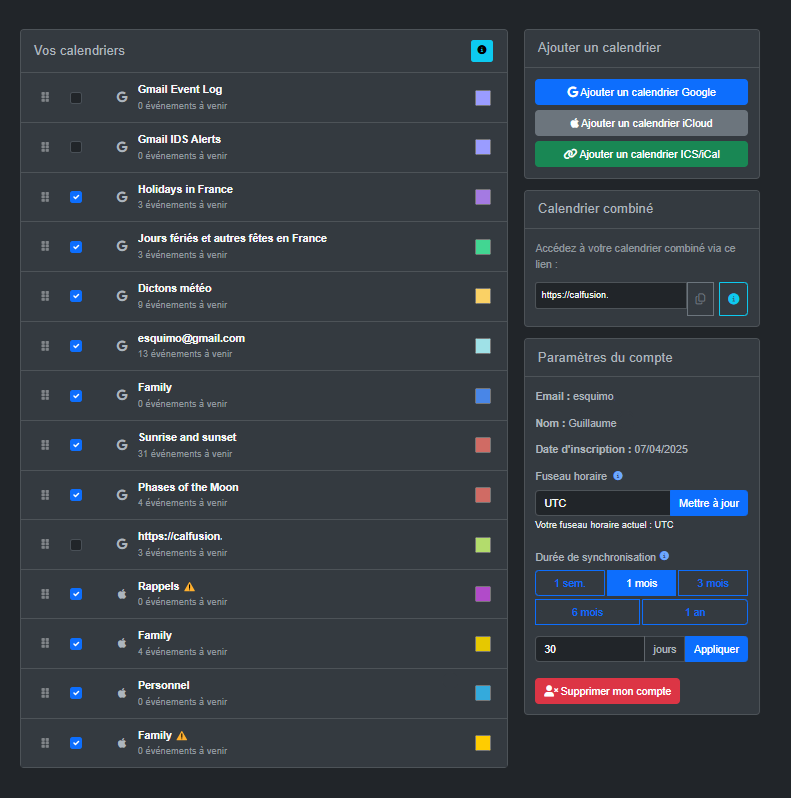 Vos calendriers
Gmail Event Log
0 événements à venir
Gmail IDS Alerts
0 événements à venir
Holidays in France
3 événements à venir
Jours fériés et autres fêtes en France
3 événements à venir
Dictons météo
9 événements à venir
esquimo@gmail.com
13 événements à venir
Family
0 événements à venir
Sunrise and sunset
31 événements à venir
Phases of the Moon
4 événements à venir
https://calfusion.
3 événements à venir
Rappels
0 événements à venir
Family
4 événements à venir
Personnel
0 événements à venir
Family
0 événements à venir
Ajouter un calendrier
Ajouter un calendrier Google
Ajouter un calendrier iCloud
Ajouter un calendrier ICS/iCal
Calendrier combiné
Accédez à votre calendrier combiné via ce
lien :
https://calfusion.
Paramètres du compte
Email : esquimo
Nom : Guillaume
Date d'inscription : 07/04/2025
Fuseau horaire
UTC Mettre à jour
Votre fuseau horaire actuel : UTC
Durée de synchronisation
1 sem. 1 mois 3 mois
6 mois 1 an
30 jours Appliquer
Supprimer mon compte